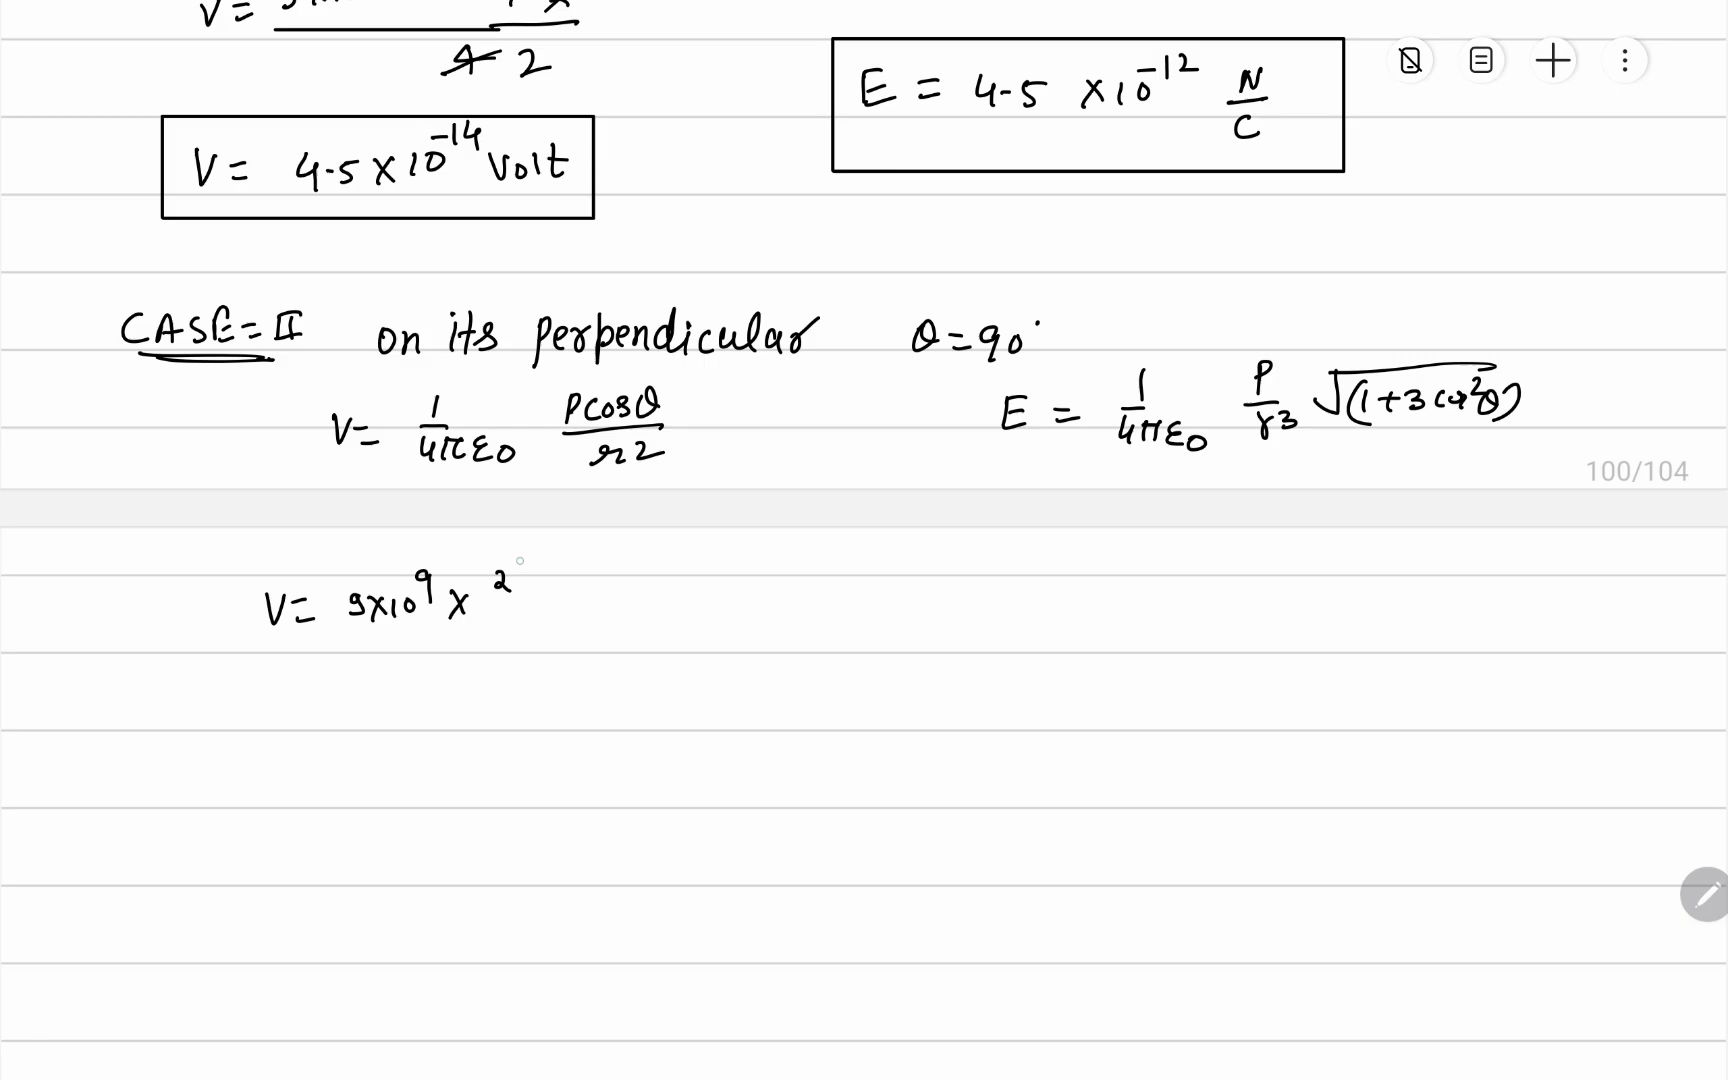 V=
4 2
E = 4.5 ×10⁻¹² N/C
V= 4.5×10⁻¹⁴ Volt
CASE=II on its perpendicular θ=90°
V= 1/4πε₀ Pcosθ/r²
E = 1/4πε₀ P/r³ √(1+3cos²θ)
100/104
V= 9×10⁹ × 2